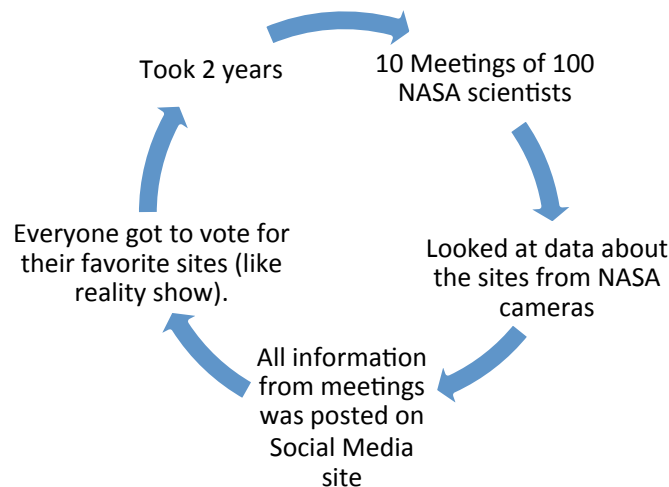 Took 2 years
10 Meetings of 100
NASA scientists
Looked at data about
the sites from NASA
cameras
All information
from meetings
was posted on
Social Media
site
Everyone got to vote for
their favorite sites (like
reality show).